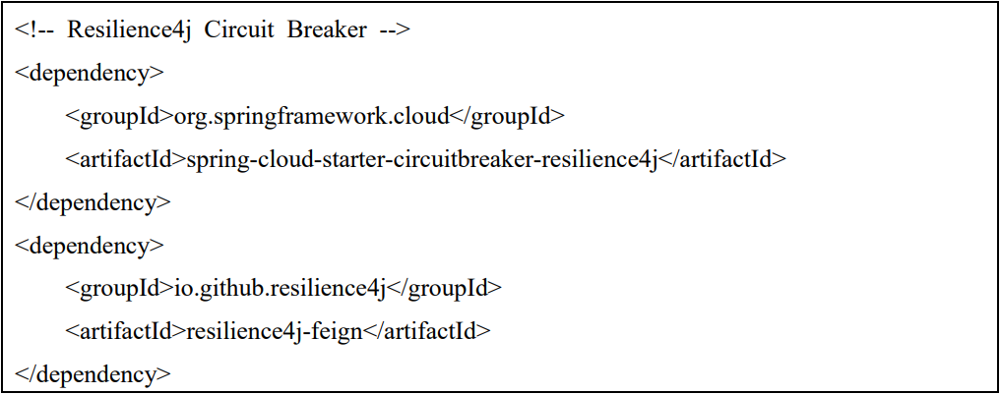 <!-- Resilience4j Circuit Breaker -->
<dependency>
<groupId>org.springframework.cloud</groupId>
<artifactId>spring-cloud-starter-circuitbreaker-resilience4j</artifactId>
</dependency>
<dependency>
<groupId>io.github.resilience4j</groupId>
<artifactId>resilience4j-feign</artifactId>
</dependency>